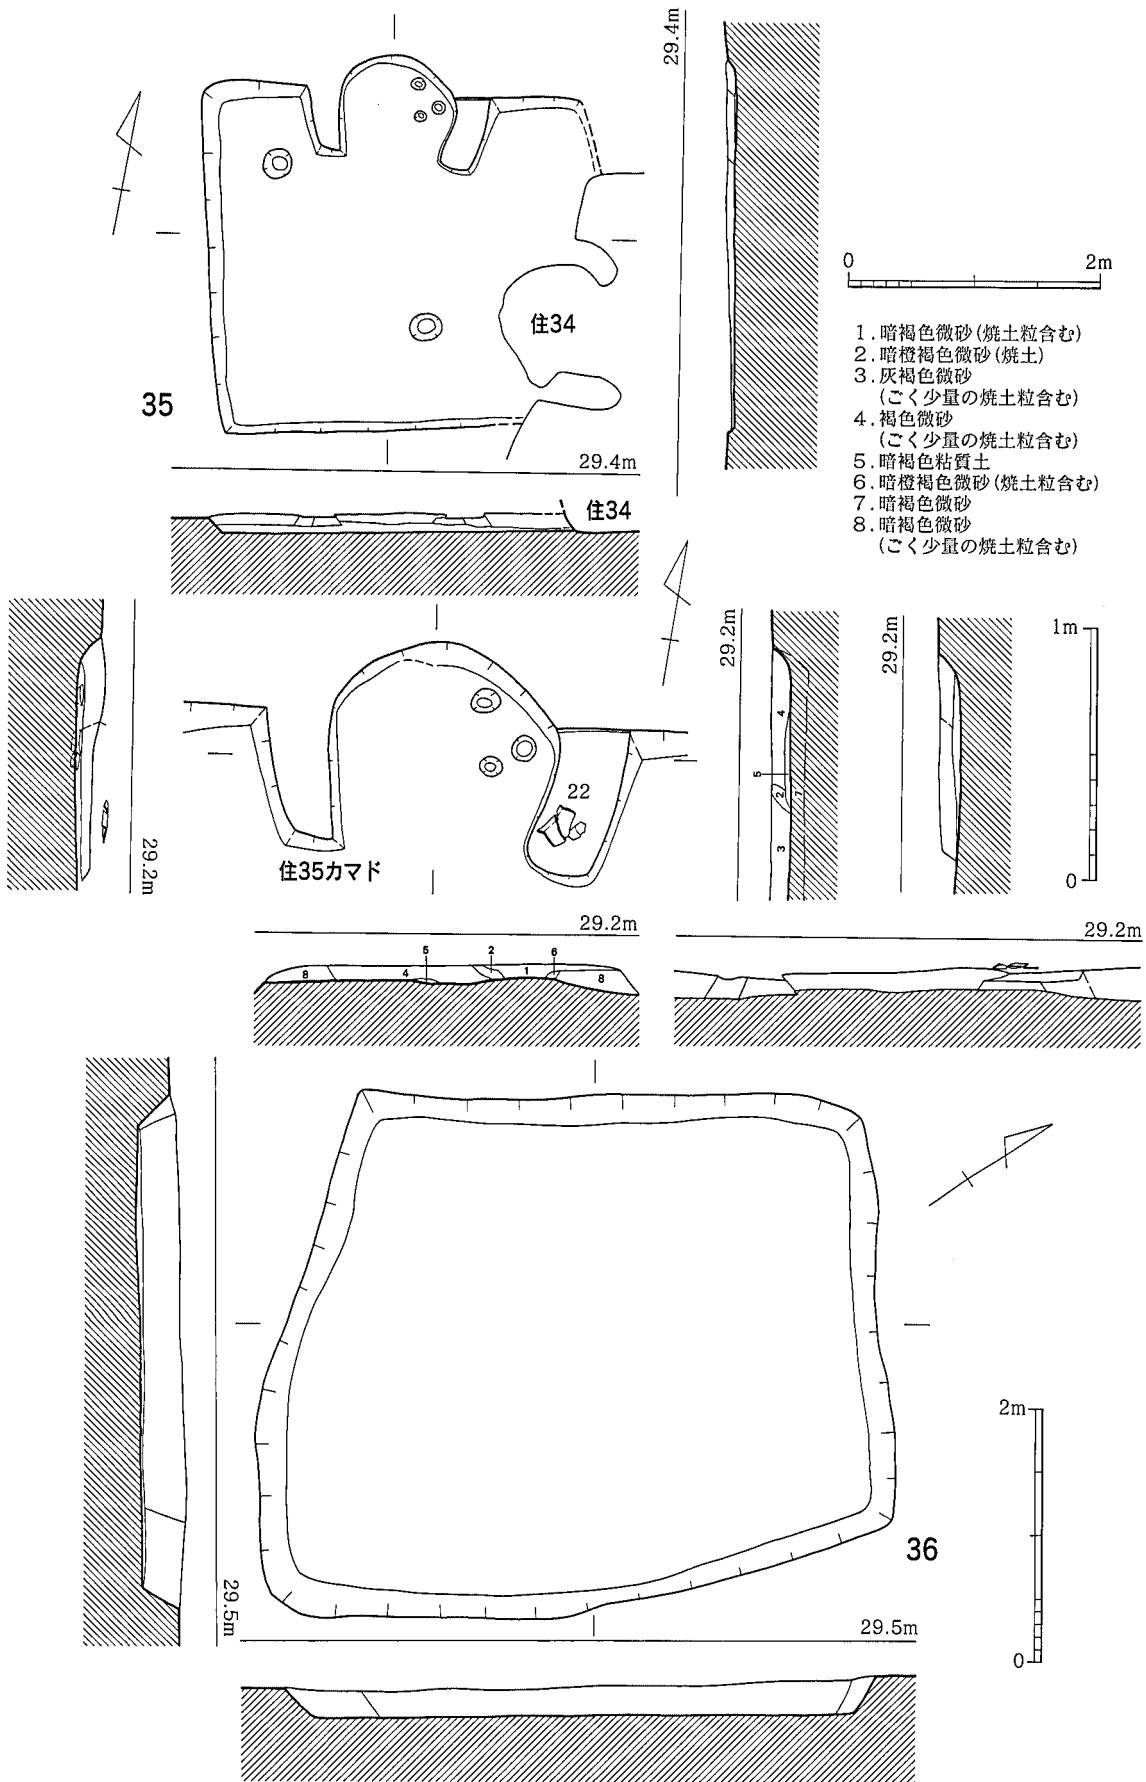 29.4m
住34
35
29.4m
住34
0 2m
1.暗褐色微砂(焼土粒含む)
2.暗橙褐色微砂(焼土)
3.灰褐色微砂
(ごく少量の焼土粒含む)
4.褐色微砂
(ごく少量の焼土粒含む)
5.暗褐色粘質土
6.暗橙褐色微砂(焼土粒含む)
7.暗褐色微砂
8.暗褐色微砂
(ごく少量の焼土粒含む)
29.2m
22
住35カマド
29.2m
4
5
2
7
3
29.2m
1m
0
29.2m
5 2 6
8 4 1 8
29.2m
29.5m
36
29.5m
2m
0